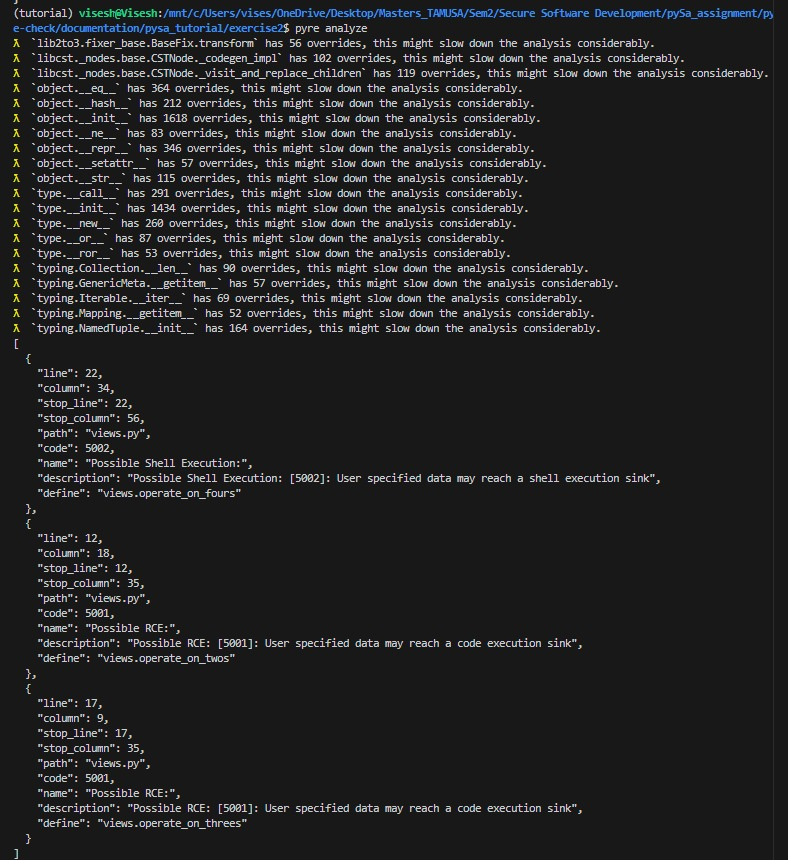 (tutorial) visesh@Visesh:/mnt/c/Users/vises/OneDrive/Desktop/Masters_TAMUSA/Sem2/Secure Software Development/pySa_assignment/py
e-check/documentation/pysa_tutorial/exercise2$ pyre analyze
ƛ `lib2to3.fixer_base.BaseFix.transform` has 56 overrides, this might slow down the analysis considerably.
ƛ `libcst._nodes.base.CSTNode._codegen_impl` has 102 overrides, this might slow down the analysis considerably.
ƛ `libcst._nodes.base.CSTNode._visit_and_replace_children` has 119 overrides, this might slow down the analysis considerably.
ƛ `object.__eq__` has 364 overrides, this might slow down the analysis considerably.
ƛ `object.__hash__` has 212 overrides, this might slow down the analysis considerably.
ƛ `object.__init__` has 1618 overrides, this might slow down the analysis considerably.
ƛ `object.__ne__` has 83 overrides, this might slow down the analysis considerably.
ƛ `object.__repr__` has 346 overrides, this might slow down the analysis considerably.
ƛ `object.__setattr__` has 57 overrides, this might slow down the analysis considerably.
ƛ `object.__str__` has 115 overrides, this might slow down the analysis considerably.
ƛ `type.__call__` has 291 overrides, this might slow down the analysis considerably.
ƛ `type.__init__` has 1434 overrides, this might slow down the analysis considerably.
ƛ `type.__new__` has 260 overrides, this might slow down the analysis considerably.
ƛ `type.__or__` has 87 overrides, this might slow down the analysis considerably.
ƛ `type.__ror__` has 53 overrides, this might slow down the analysis considerably.
ƛ `typing.Collection.__len__` has 90 overrides, this might slow down the analysis considerably.
ƛ `typing.GenericMeta.__getitem__` has 57 overrides, this might slow down the analysis considerably.
ƛ `typing.Iterable.__iter__` has 69 overrides, this might slow down the analysis considerably.
ƛ `typing.Mapping.__getitem__` has 52 overrides, this might slow down the analysis considerably.
ƛ `typing.NamedTuple.__init__` has 164 overrides, this might slow down the analysis considerably.
[
  {
    "line": 22,
    "column": 34,
    "stop_line": 22,
    "stop_column": 56,
    "path": "views.py",
    "code": 5002,
    "name": "Possible Shell Execution:",
    "description": "Possible Shell Execution: [5002]: User specified data may reach a shell execution sink",
    "define": "views.operate_on_fours"
  },
  {
    "line": 12,
    "column": 18,
    "stop_line": 12,
    "stop_column": 35,
    "path": "views.py",
    "code": 5001,
    "name": "Possible RCE:",
    "description": "Possible RCE: [5001]: User specified data may reach a code execution sink",
    "define": "views.operate_on_twos"
  },
  {
    "line": 17,
    "column": 9,
    "stop_line": 17,
    "stop_column": 35,
    "path": "views.py",
    "code": 5001,
    "name": "Possible RCE:",
    "description": "Possible RCE: [5001]: User specified data may reach a code execution sink",
    "define": "views.operate_on_threes"
  }
]